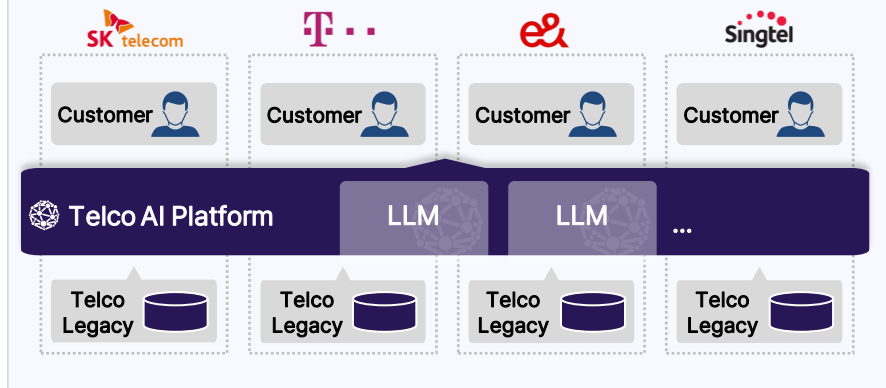 SK telecom
T
e&
Singtel
Customer
Customer
Customer
Customer
Telco AI Platform
LLM
LLM
...
Telco
Legacy
Telco
Legacy
Telco
Legacy
Telco
Legacy